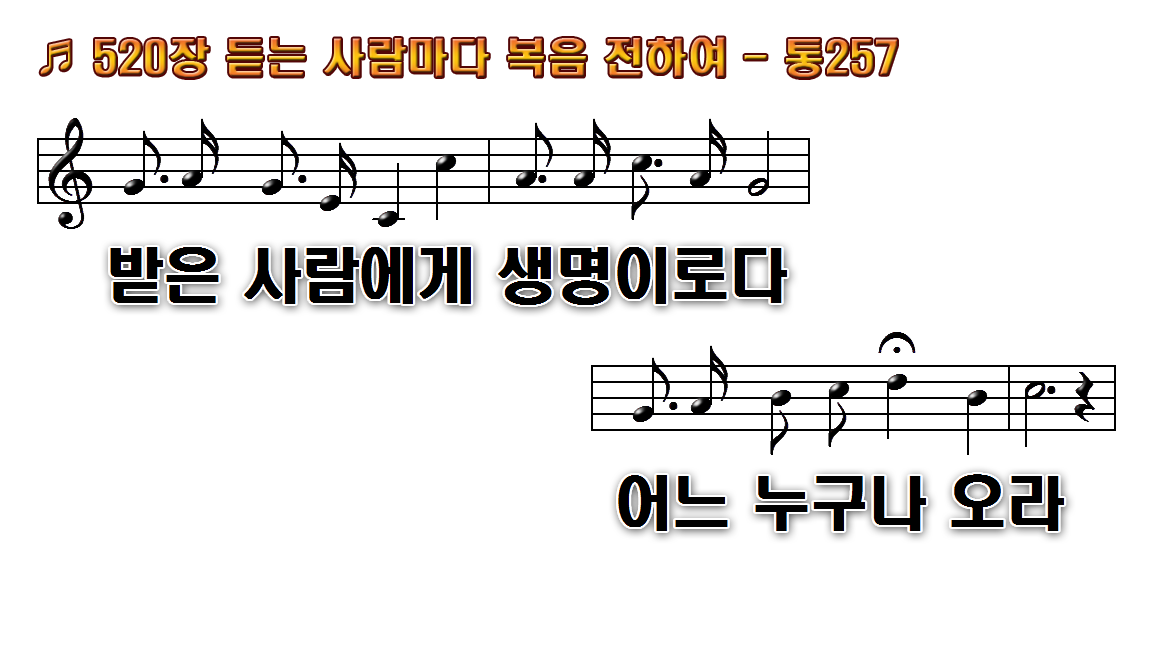 ♬ 520장 듣는 사람마다 복음 전하여 - 통257
받은 사람에게 생명이로다
어느 누구나 오라